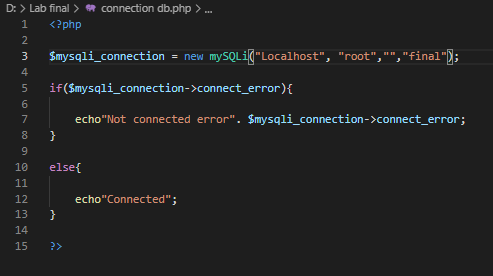 D: > Lab final > connection db.php > ...
1 <?php
2
3 $mysqli_connection = new mySQLi("Localhost", "root","","final");
4
5 if($mysqli_connection->connect_error){
6
7 echo"Not connected error". $mysqli_connection->connect_error;
8 }
9
10 else{
11
12 echo"Connected";
13 }
14
15 ?>